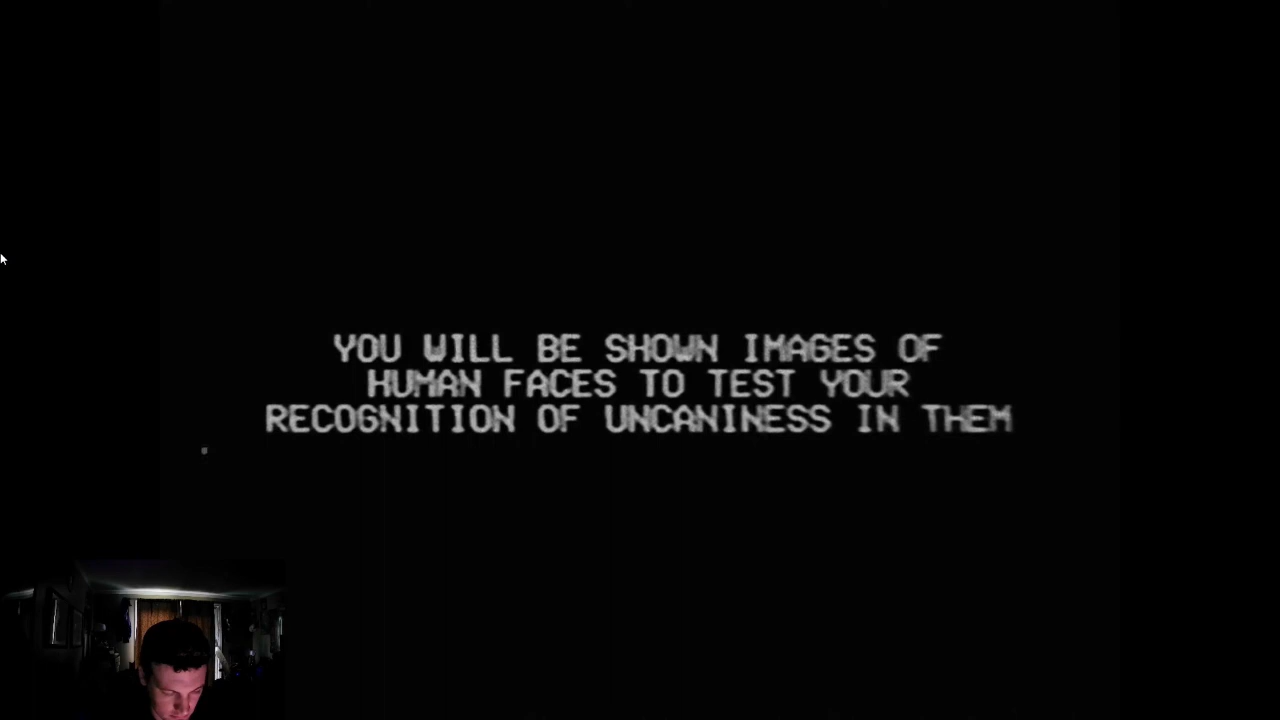 YOU WILL BE SHOWN IMAGES OF
HUMAN FACES TO TEST YOUR
RECOGNITION OF UNCANINESS IN THEM